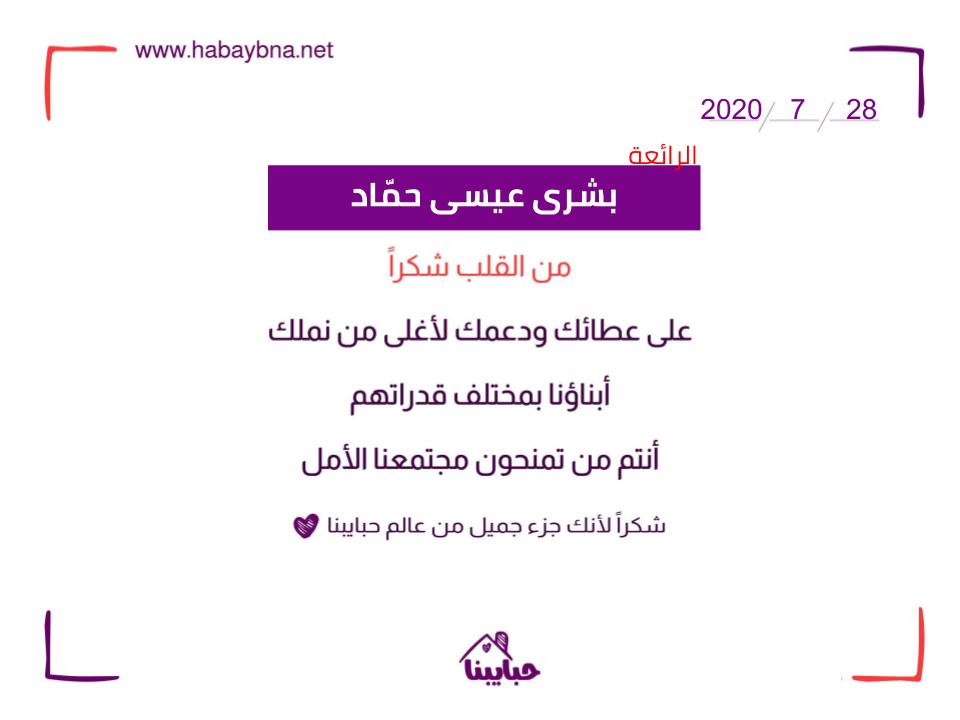 www.habaybna.net
2020/ 7 / 28
الرائعة
بشرى عيسى حمّاد
من القلب شكراً
على عطائك ودعمك لأغلى من نملك
أبناؤنا بمختلف قدراتهم
أنتم من تمنحون مجتمعنا الأمل
شكراً لأنك جزء جميل من عالم حبايبنا
حبايبنا